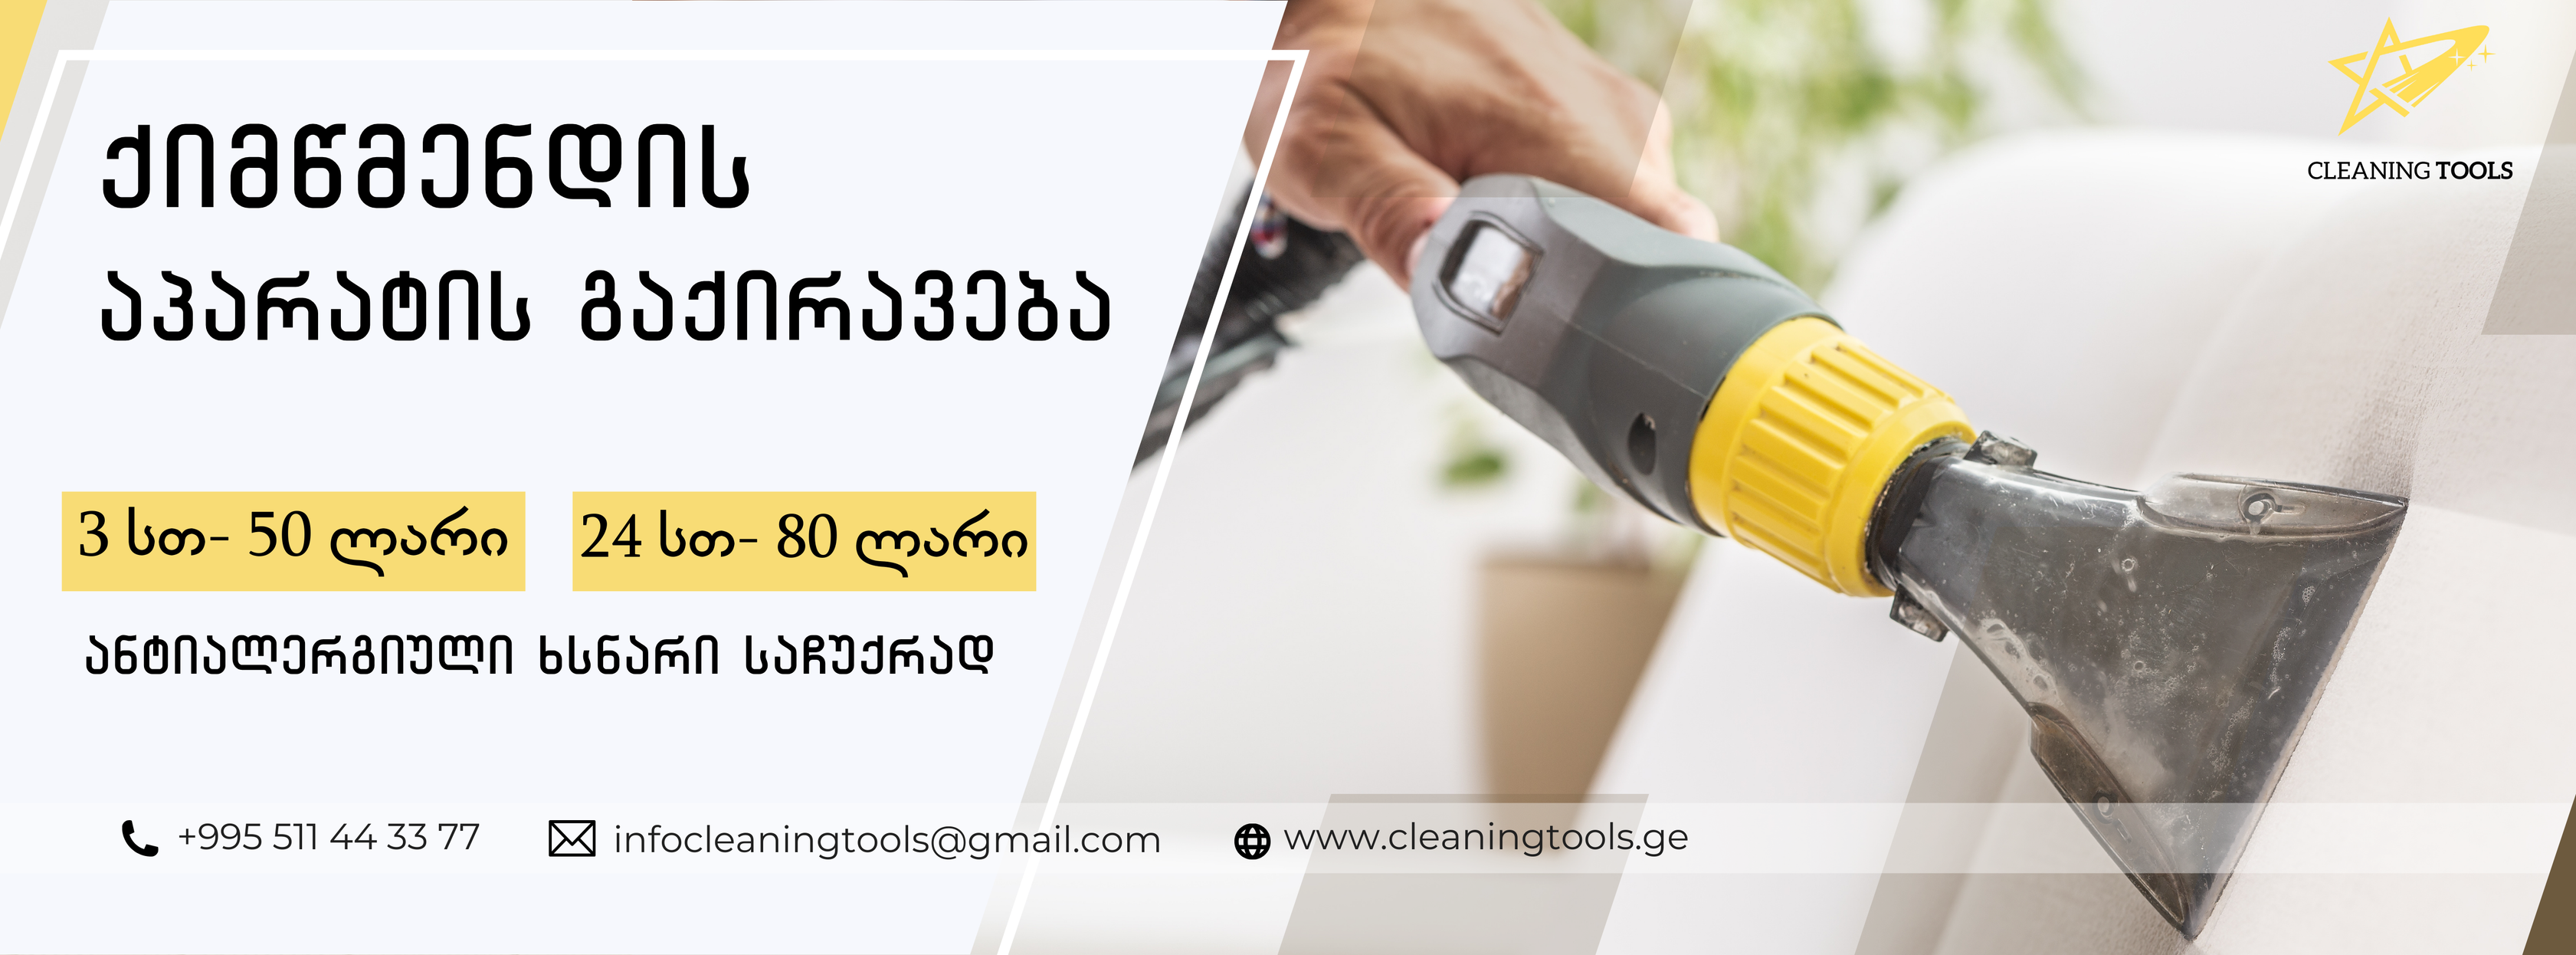 ქიმწმენდის
აპარატის გაქირავება
3 სთ- 50 ლარი
24 სთ- 80 ლარი
ანტიალერგიული ხსნარი საჩუქრად
+995 511 44 33 77
infocleaningtools@gmail.com
www.cleaningtools.ge
CLEANING TOOLS